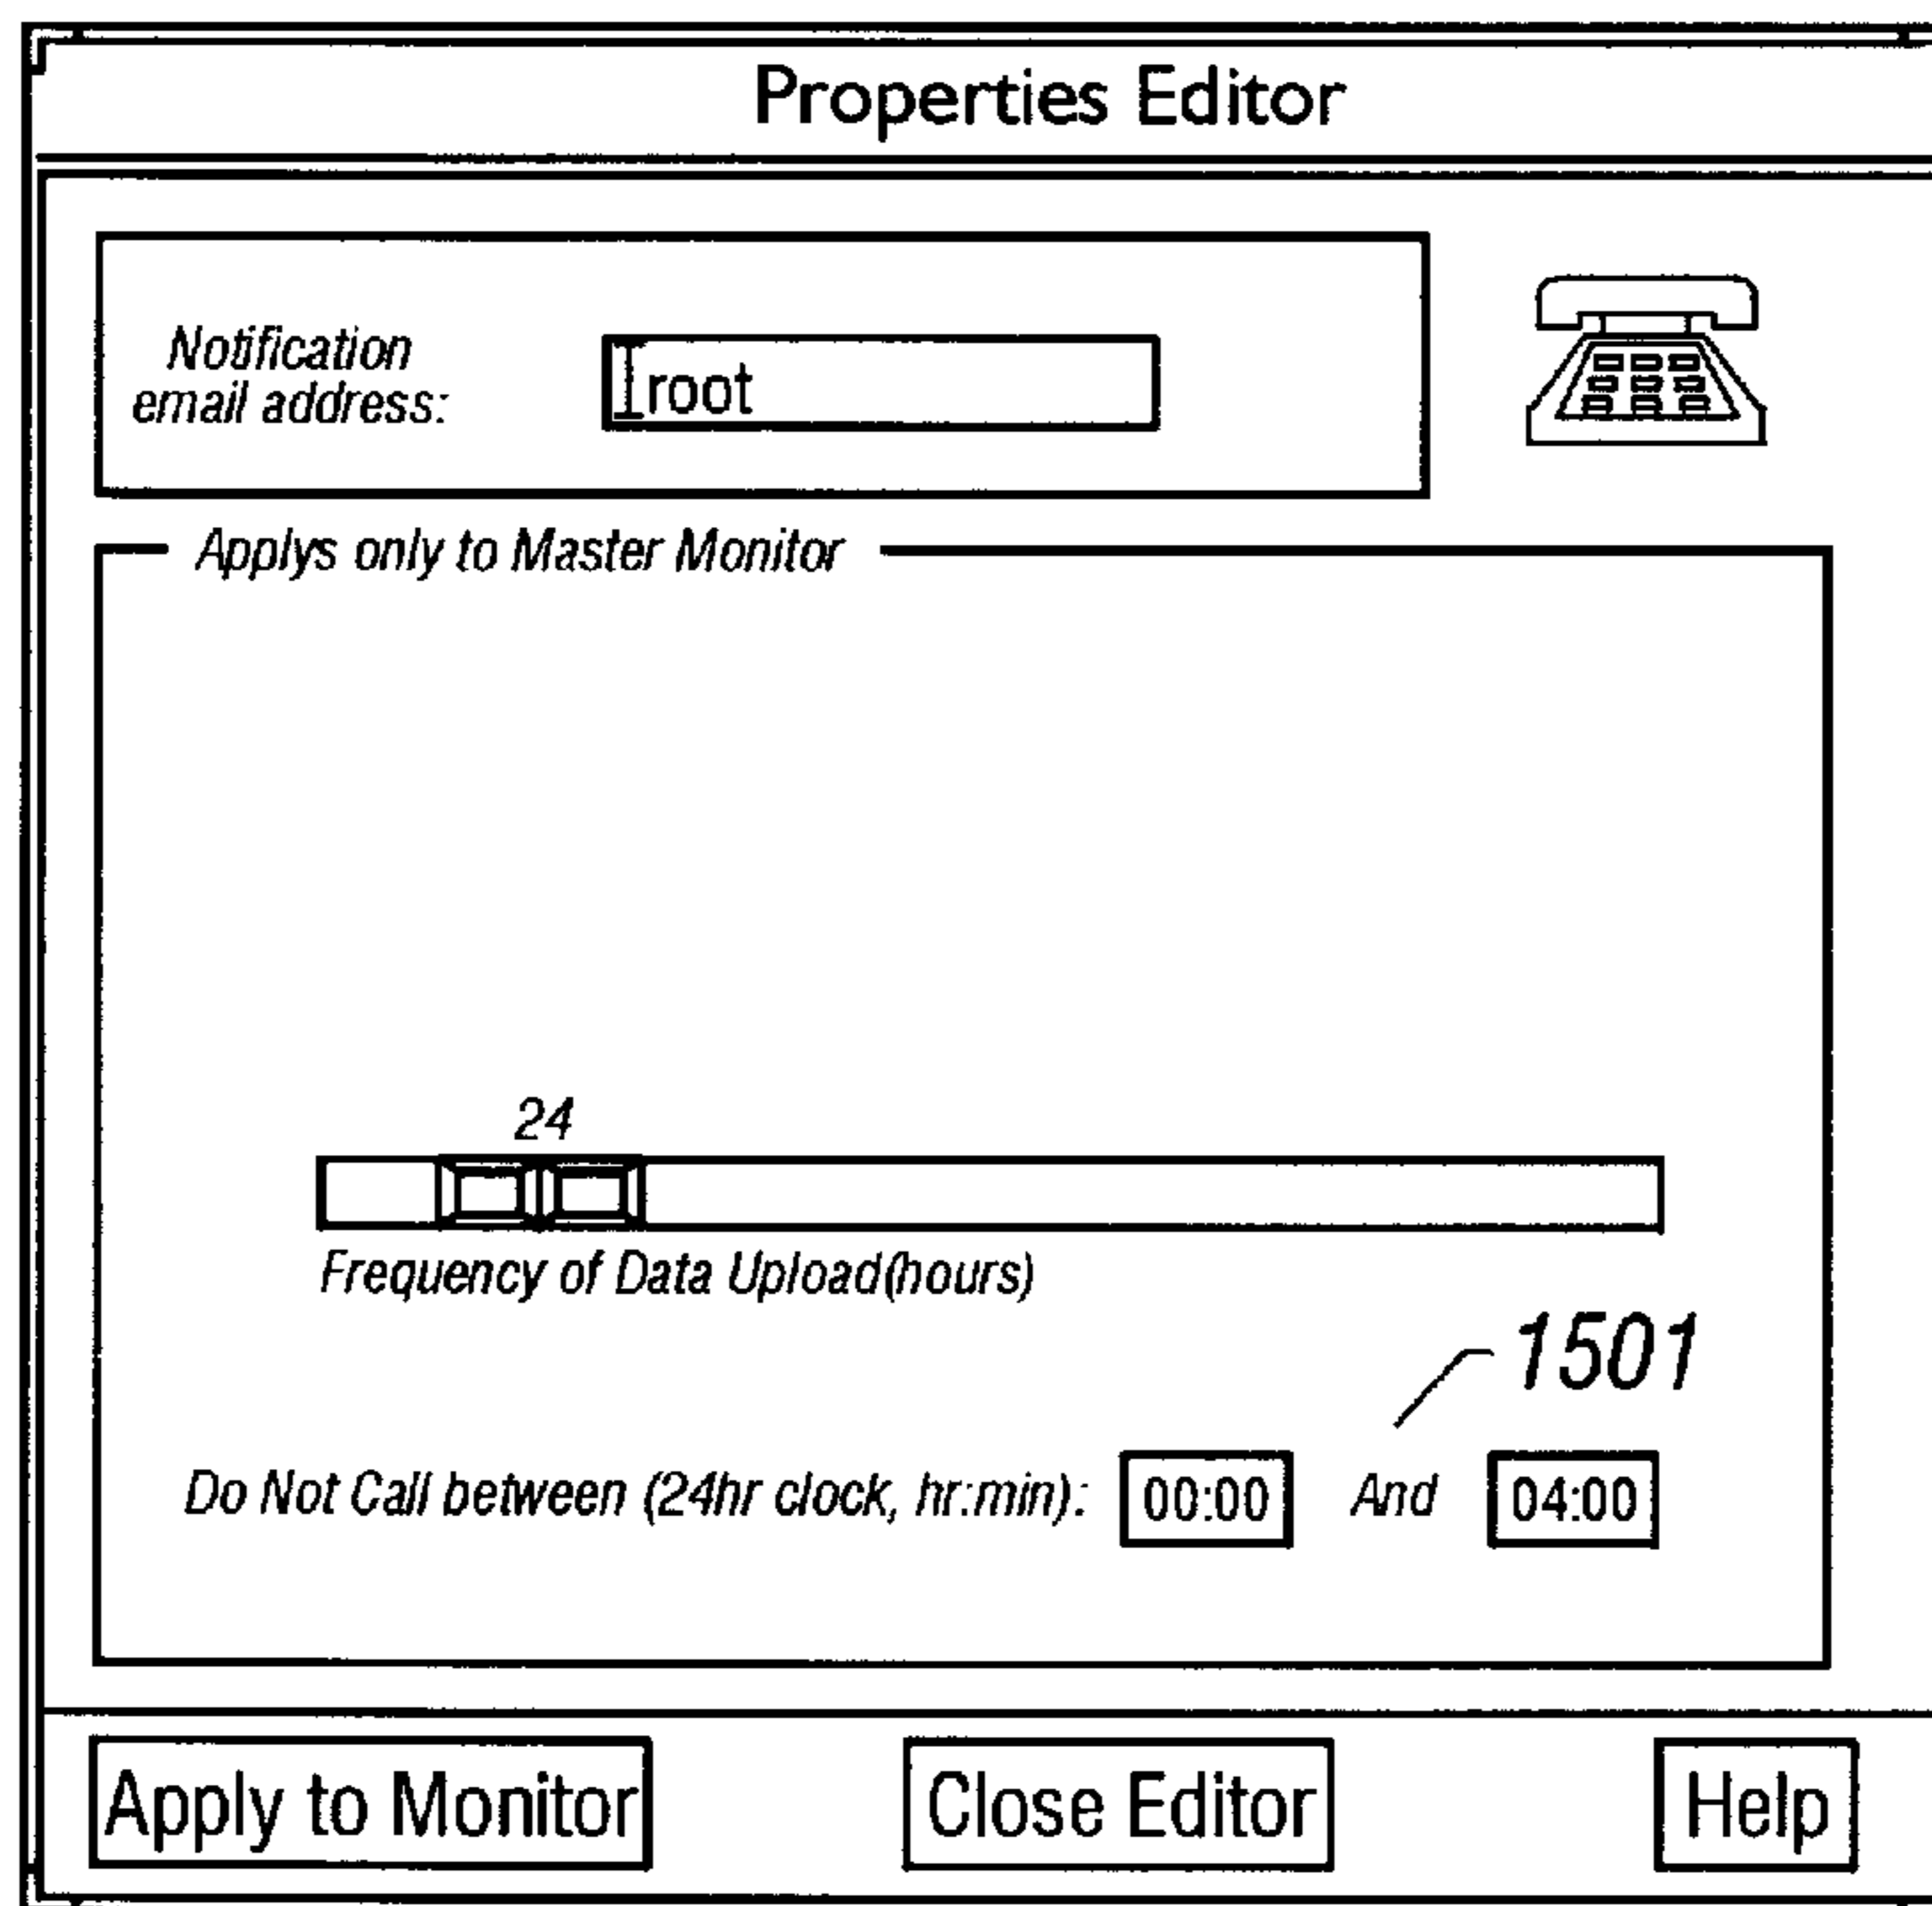 Properties Editor
Notification
email address:
root
Applys only to Master Monitor
24
Frequency of Data Upload(hours)
1501
Do Not Call between (24hr clock, hr:min): 00:00 And 04:00
Apply to Monitor Close Editor Help